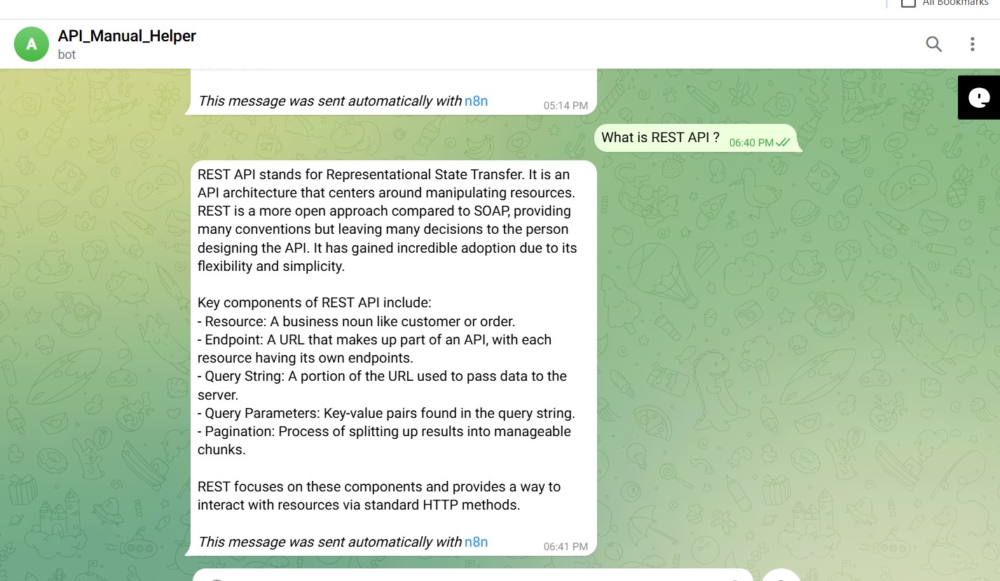 All Bookmarks
A
API_Manual_Helper
bot
This message was sent automatically with n8n
05:14 PM
What is REST API ?
06:40 PM
REST API stands for Representational State Transfer. It is an
API architecture that centers around manipulating resources.
REST is a more open approach compared to SOAP, providing
many conventions but leaving many decisions to the person
designing the API. It has gained incredible adoption due to its
flexibility and simplicity.
Key components of REST API include:
- Resource: A business noun like customer or order.
- Endpoint: A URL that makes up part of an API, with each
resource having its own endpoints.
- Query String: A portion of the URL used to pass data to the
server.
- Query Parameters: Key-value pairs found in the query string.
- Pagination: Process of splitting up results into manageable
chunks.
REST focuses on these components and provides a way to
interact with resources via standard HTTP methods.
This message was sent automatically with n8n
06:41 PM